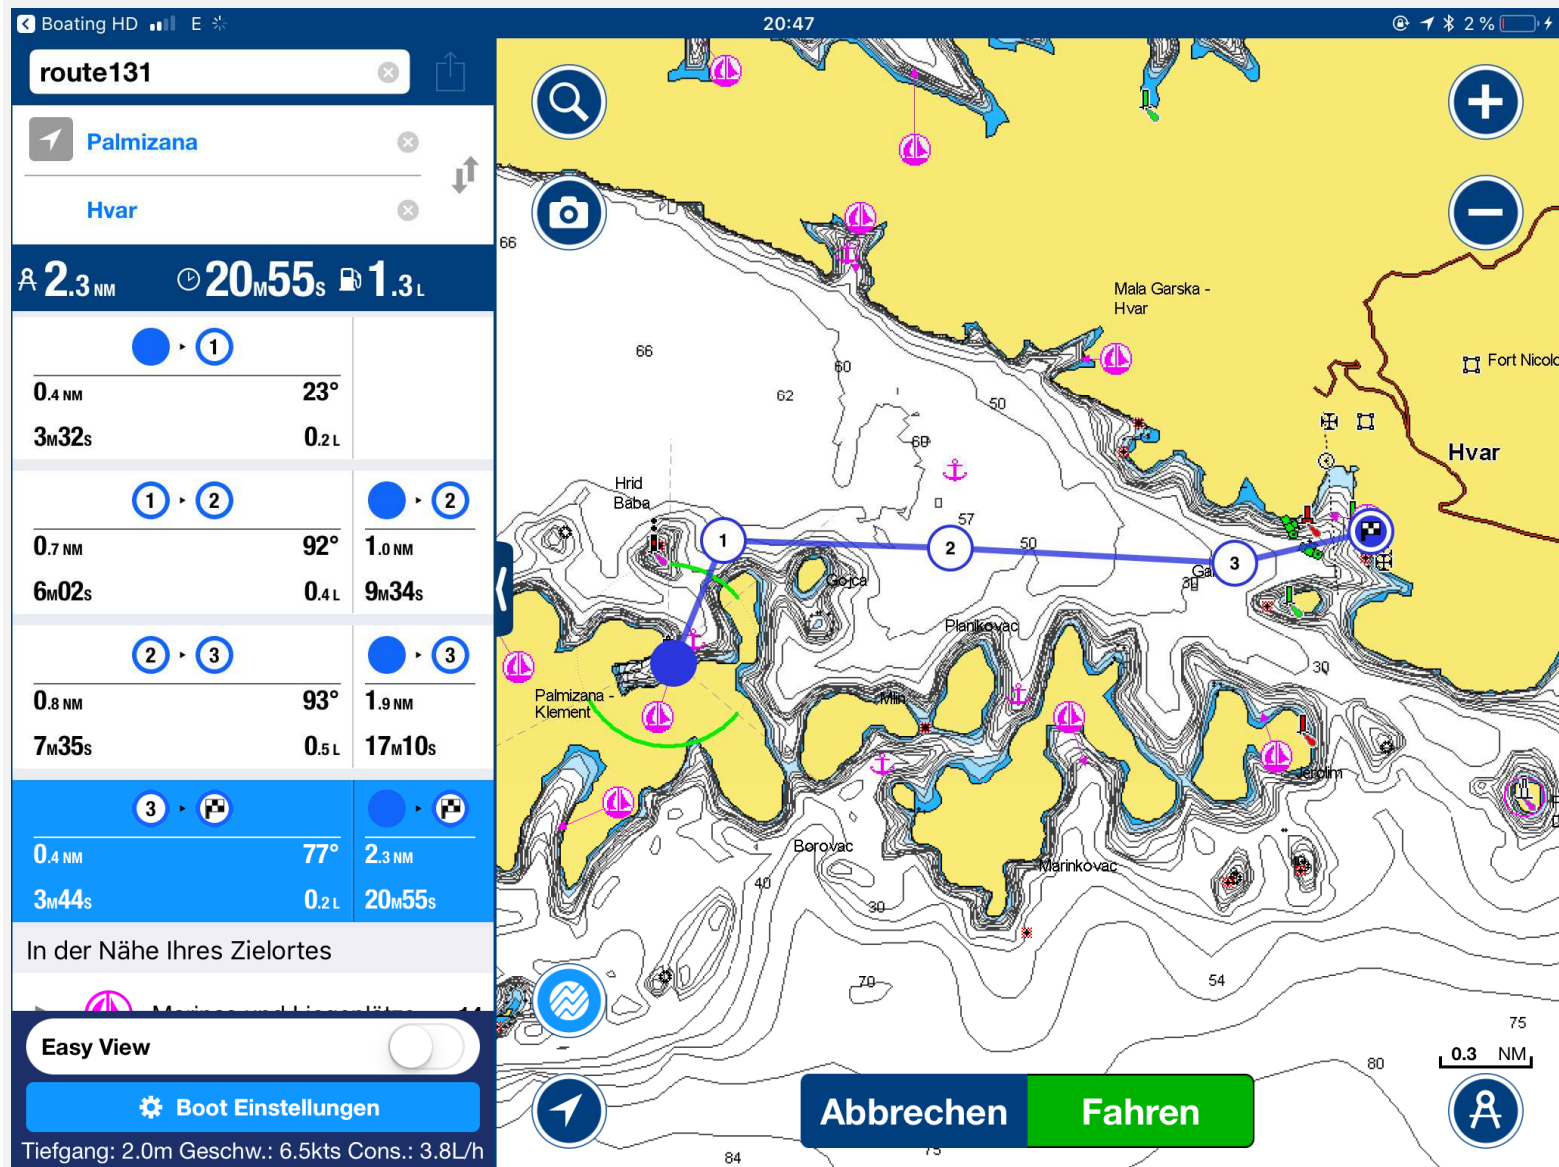 Boating HD E 20:47 2 %
route131
Palmizana
Hvar
2.3 NM 20M55s 1.3 L
1
0.4 NM 23°
3M32s 0.2 L
1 2 2
0.7 NM 92° 1.0 NM
6M02s 0.4 L 9M34s
2 3 3
0.8 NM 93° 1.9 NM
7M35s 0.5 L 17M10s
3
0.4 NM 77° 2.3 NM
3M44s 0.2 L 20M55s
In der Nähe Ihres Zielortes
Easy View
Boot Einstellungen
Tiefgang: 2.0m Geschw.: 6.5kts Cons.: 3.8L/h
66
Mala Garska -
Hvar
66
60
62
50
Fort Nicolo
Hvar
Hrid
Baba
57
50
1
2
3
Gojca
Planikovac
30
Palmizana -
Klement
Mlin
Jerolim
Borovac
Marinkovac
40
30
70
54
75
0.3 NM
80
Abbrechen Fahren
84
75